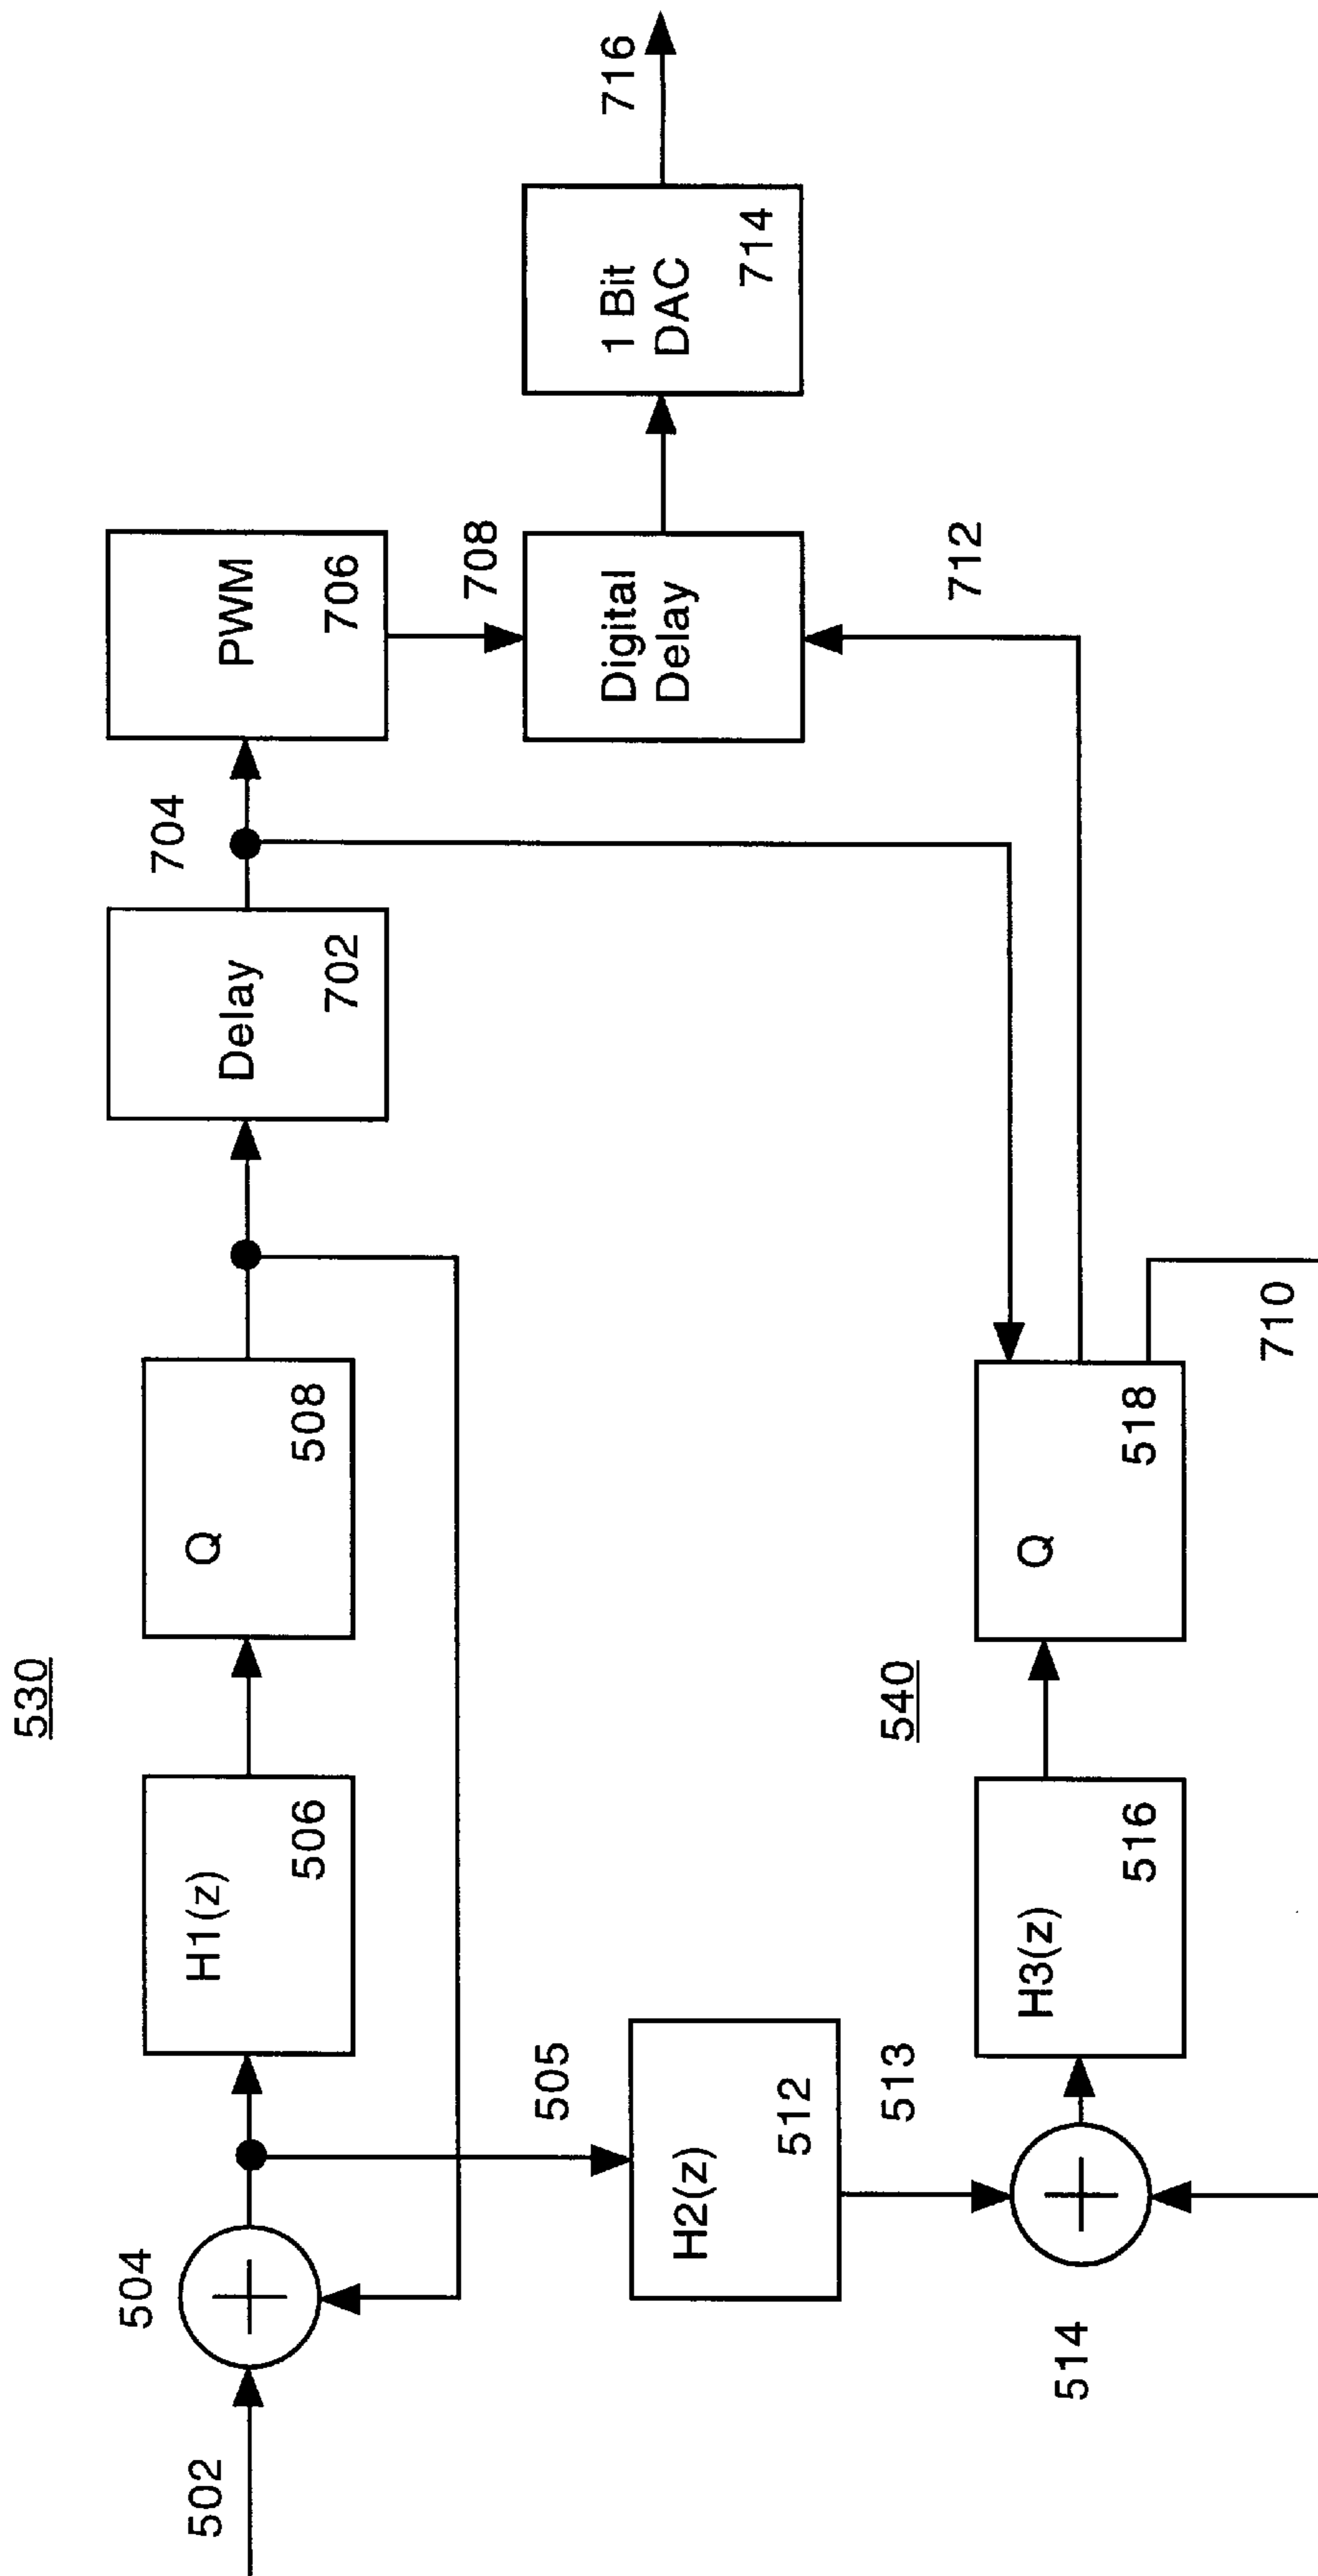 530
502
504
H1(z)
506
Q
508
Delay
702
704
PWM
706
505
H2(z)
512
708
Digital
Delay
1 Bit
DAC
714
716
513
540
712
514
H3(z)
516
Q
518
710